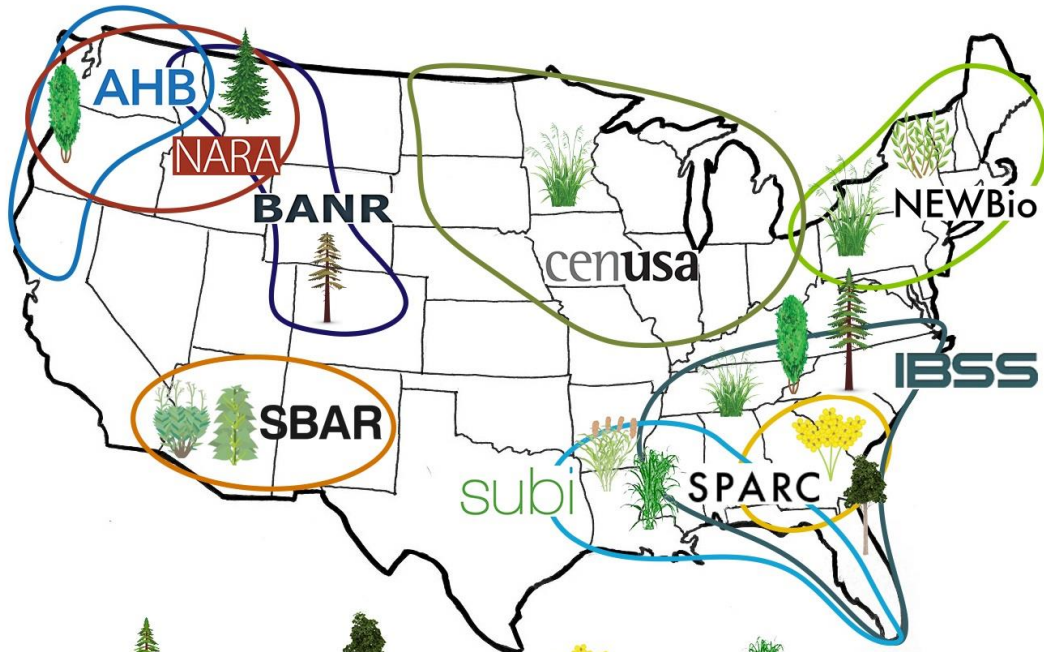 AHB
NARA
BANR
cenusa
NEWBio
IBSS
SBAR
subi
SPARC